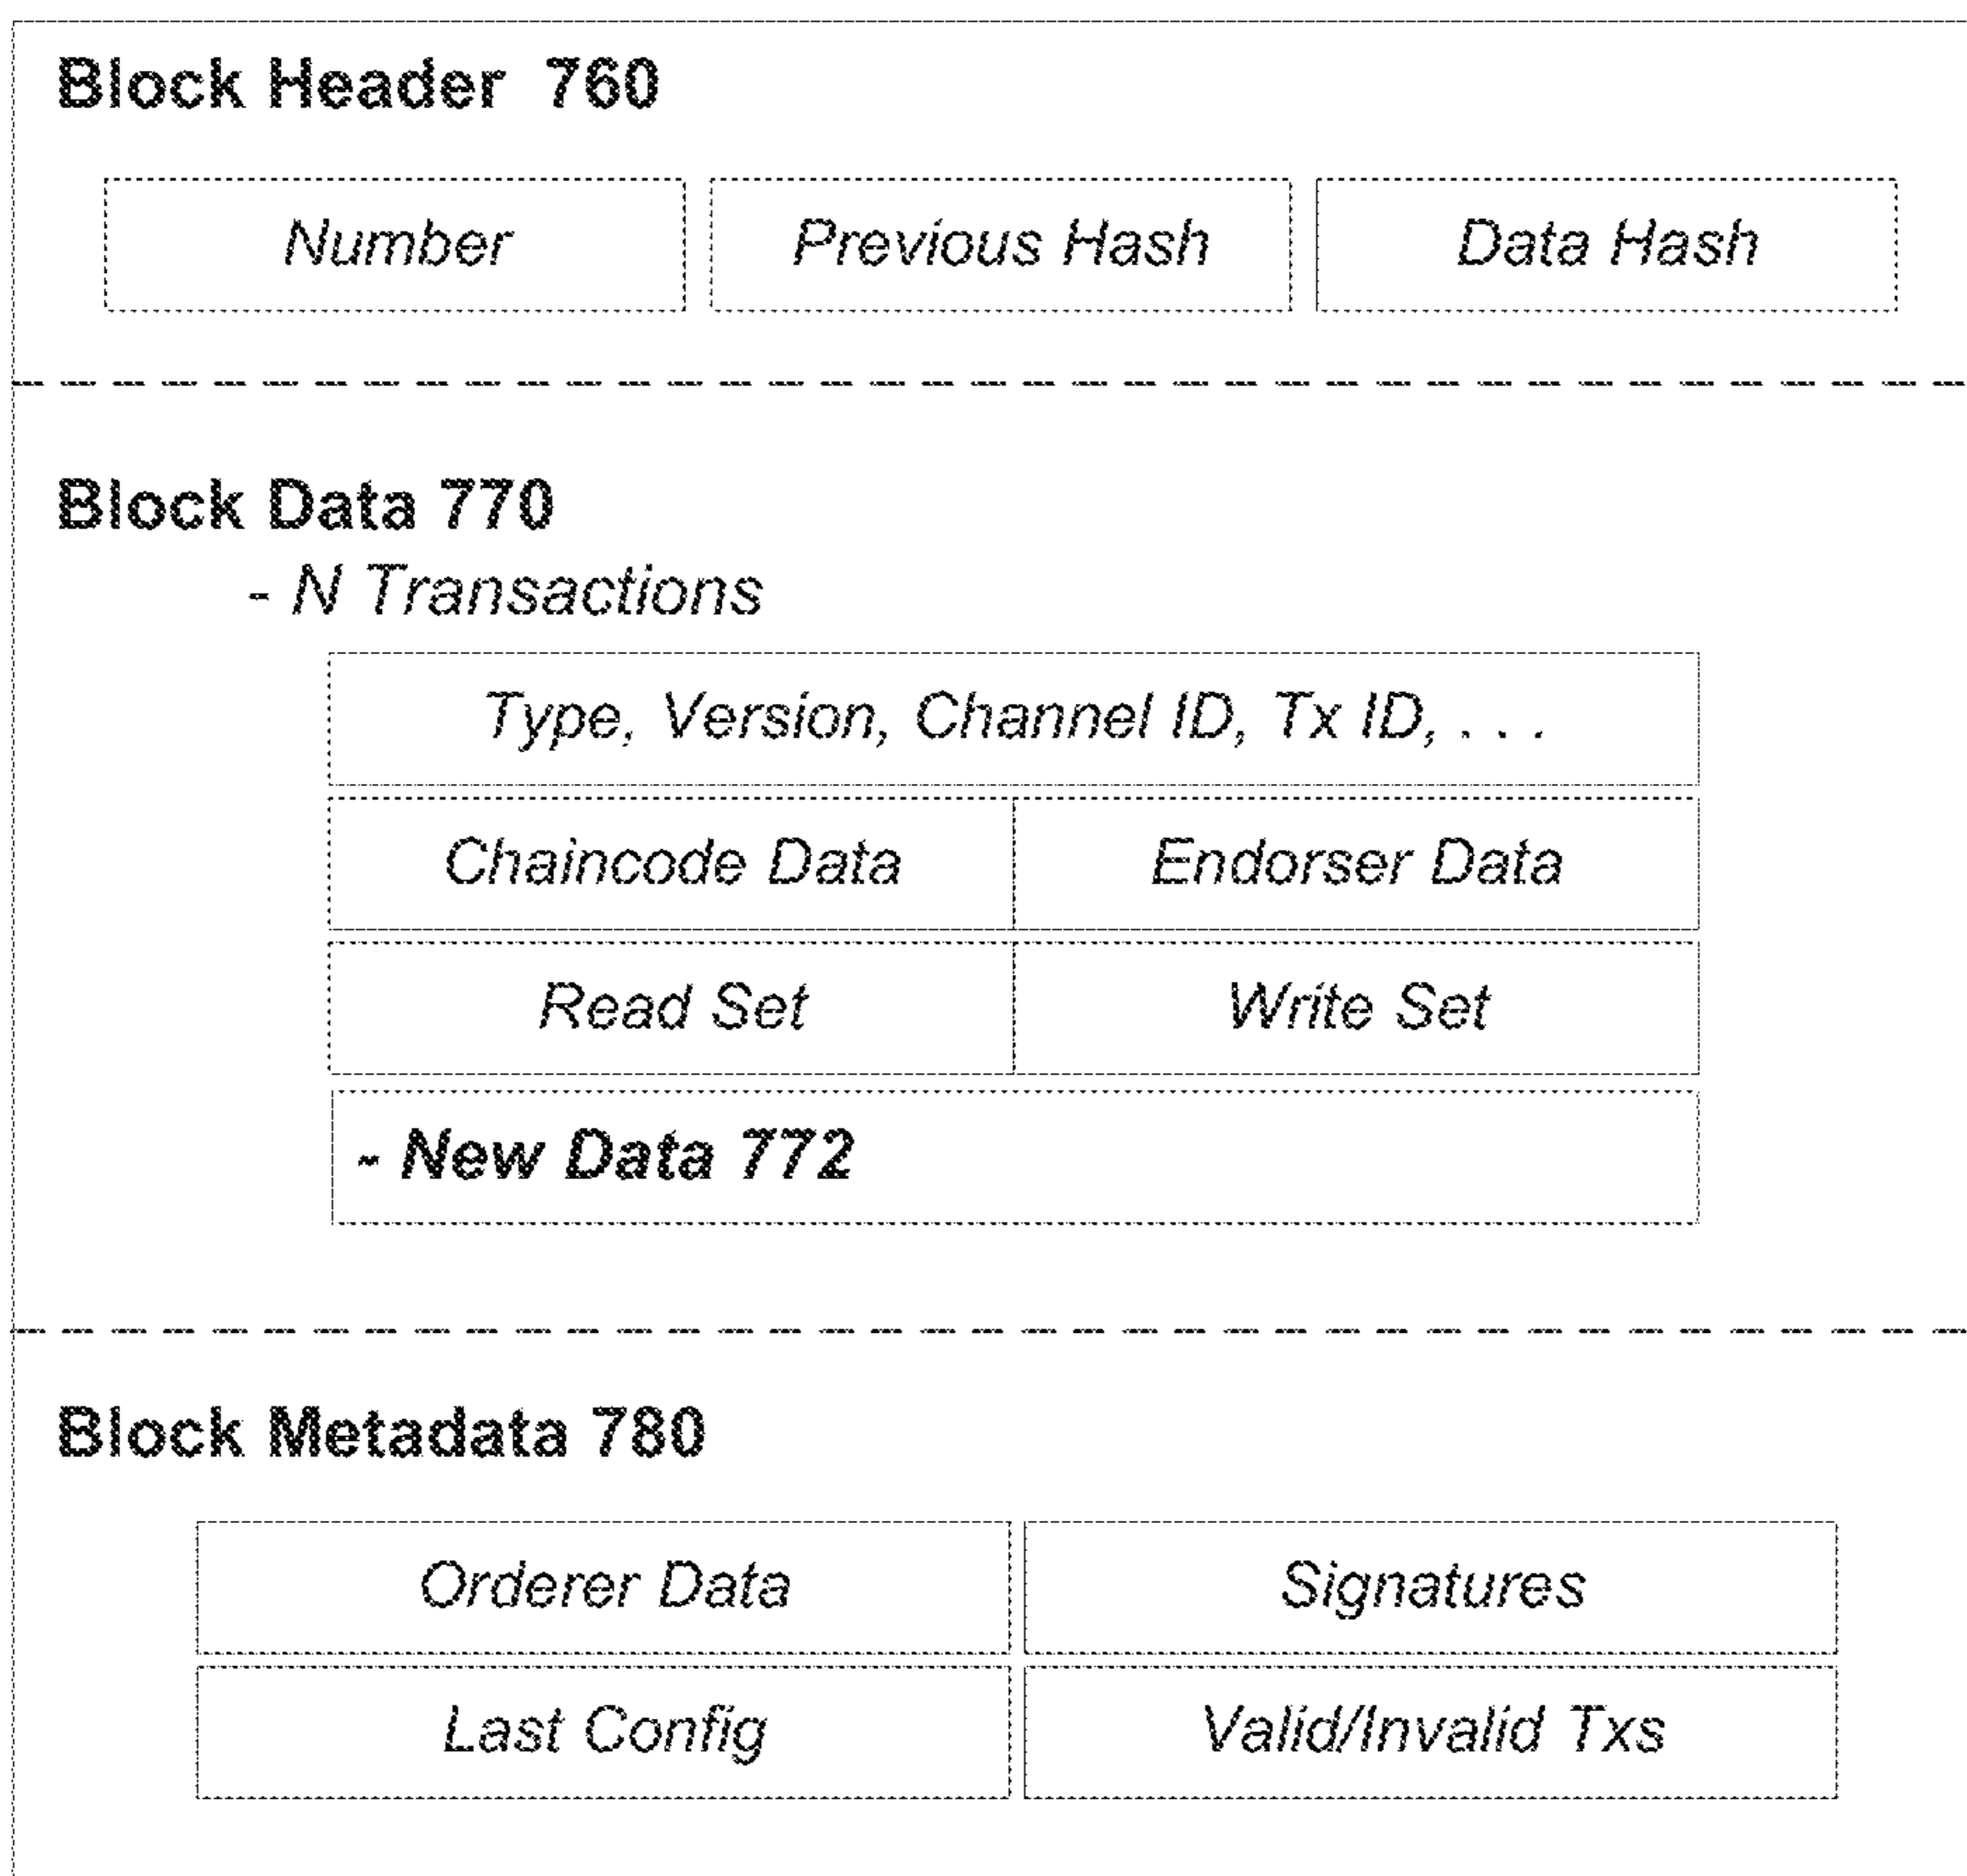 Block Header 760
Number Previous Hash Data Hash
Block Data 770
- N Transactions
Type, Version, Channel ID, Tx ID, . . .
Chaincode Data Endorser Data
Read Set Write Set
- New Data 772
Block Metadata 780
Orderer Data Signatures
Last Config Valid/Invalid Txs